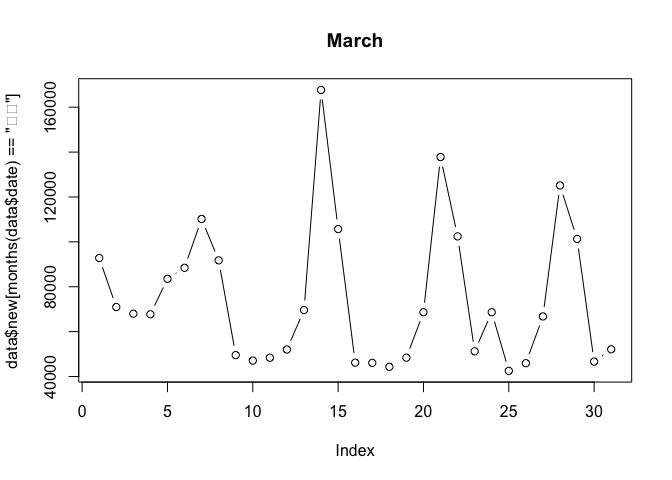 March
data$new[months(data$date) == "□□"]
160000
120000
80000
40000
0 5 10 15 20 25 30
Index